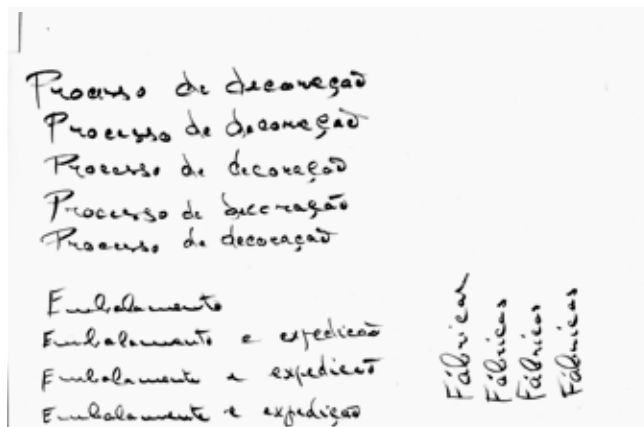 Processo de decoração
Processo de decoração
Processo de decoração
Processo de decoração
Processo de decoração
Embalamento
Embalamento e expedição
Embalamento e expedição
Embalamento e expedição
Fábricas
Fábricas
Fábricas
Fábricas